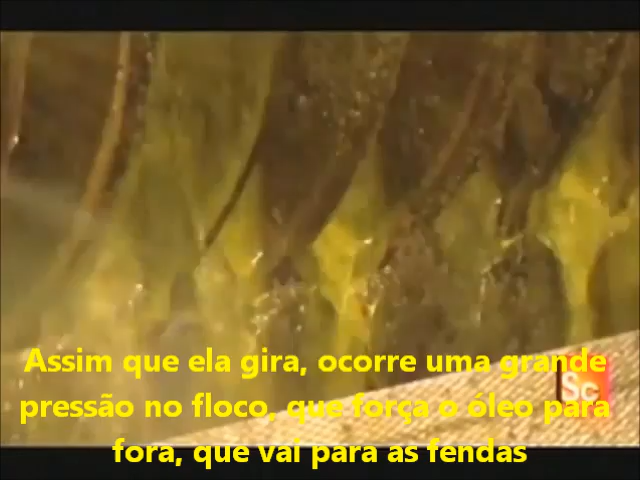 Assim que ela gira, ocorre uma grande
Sc
pressão no floco, que força o óleo para
fora, que vai para as fendas